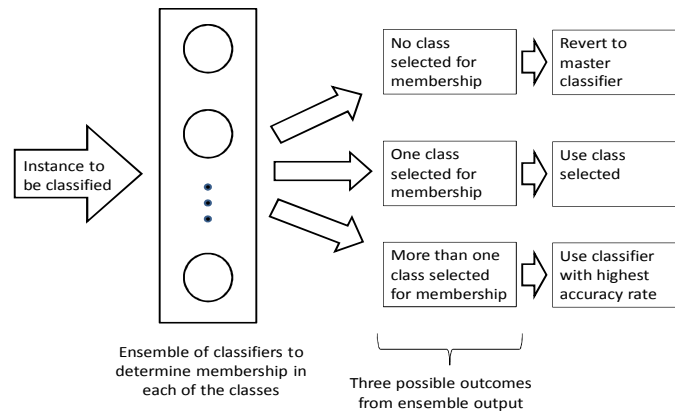 Instance to
be classified
Ensemble of classifiers to
determine membership in
each of the classes
No class
selected for
membership
Revert to
master
classifier
One class
selected for
membership
Use class
selected
More than one
class selected
for membership
Use classifier
with highest
accuracy rate
Three possible outcomes
from ensemble output